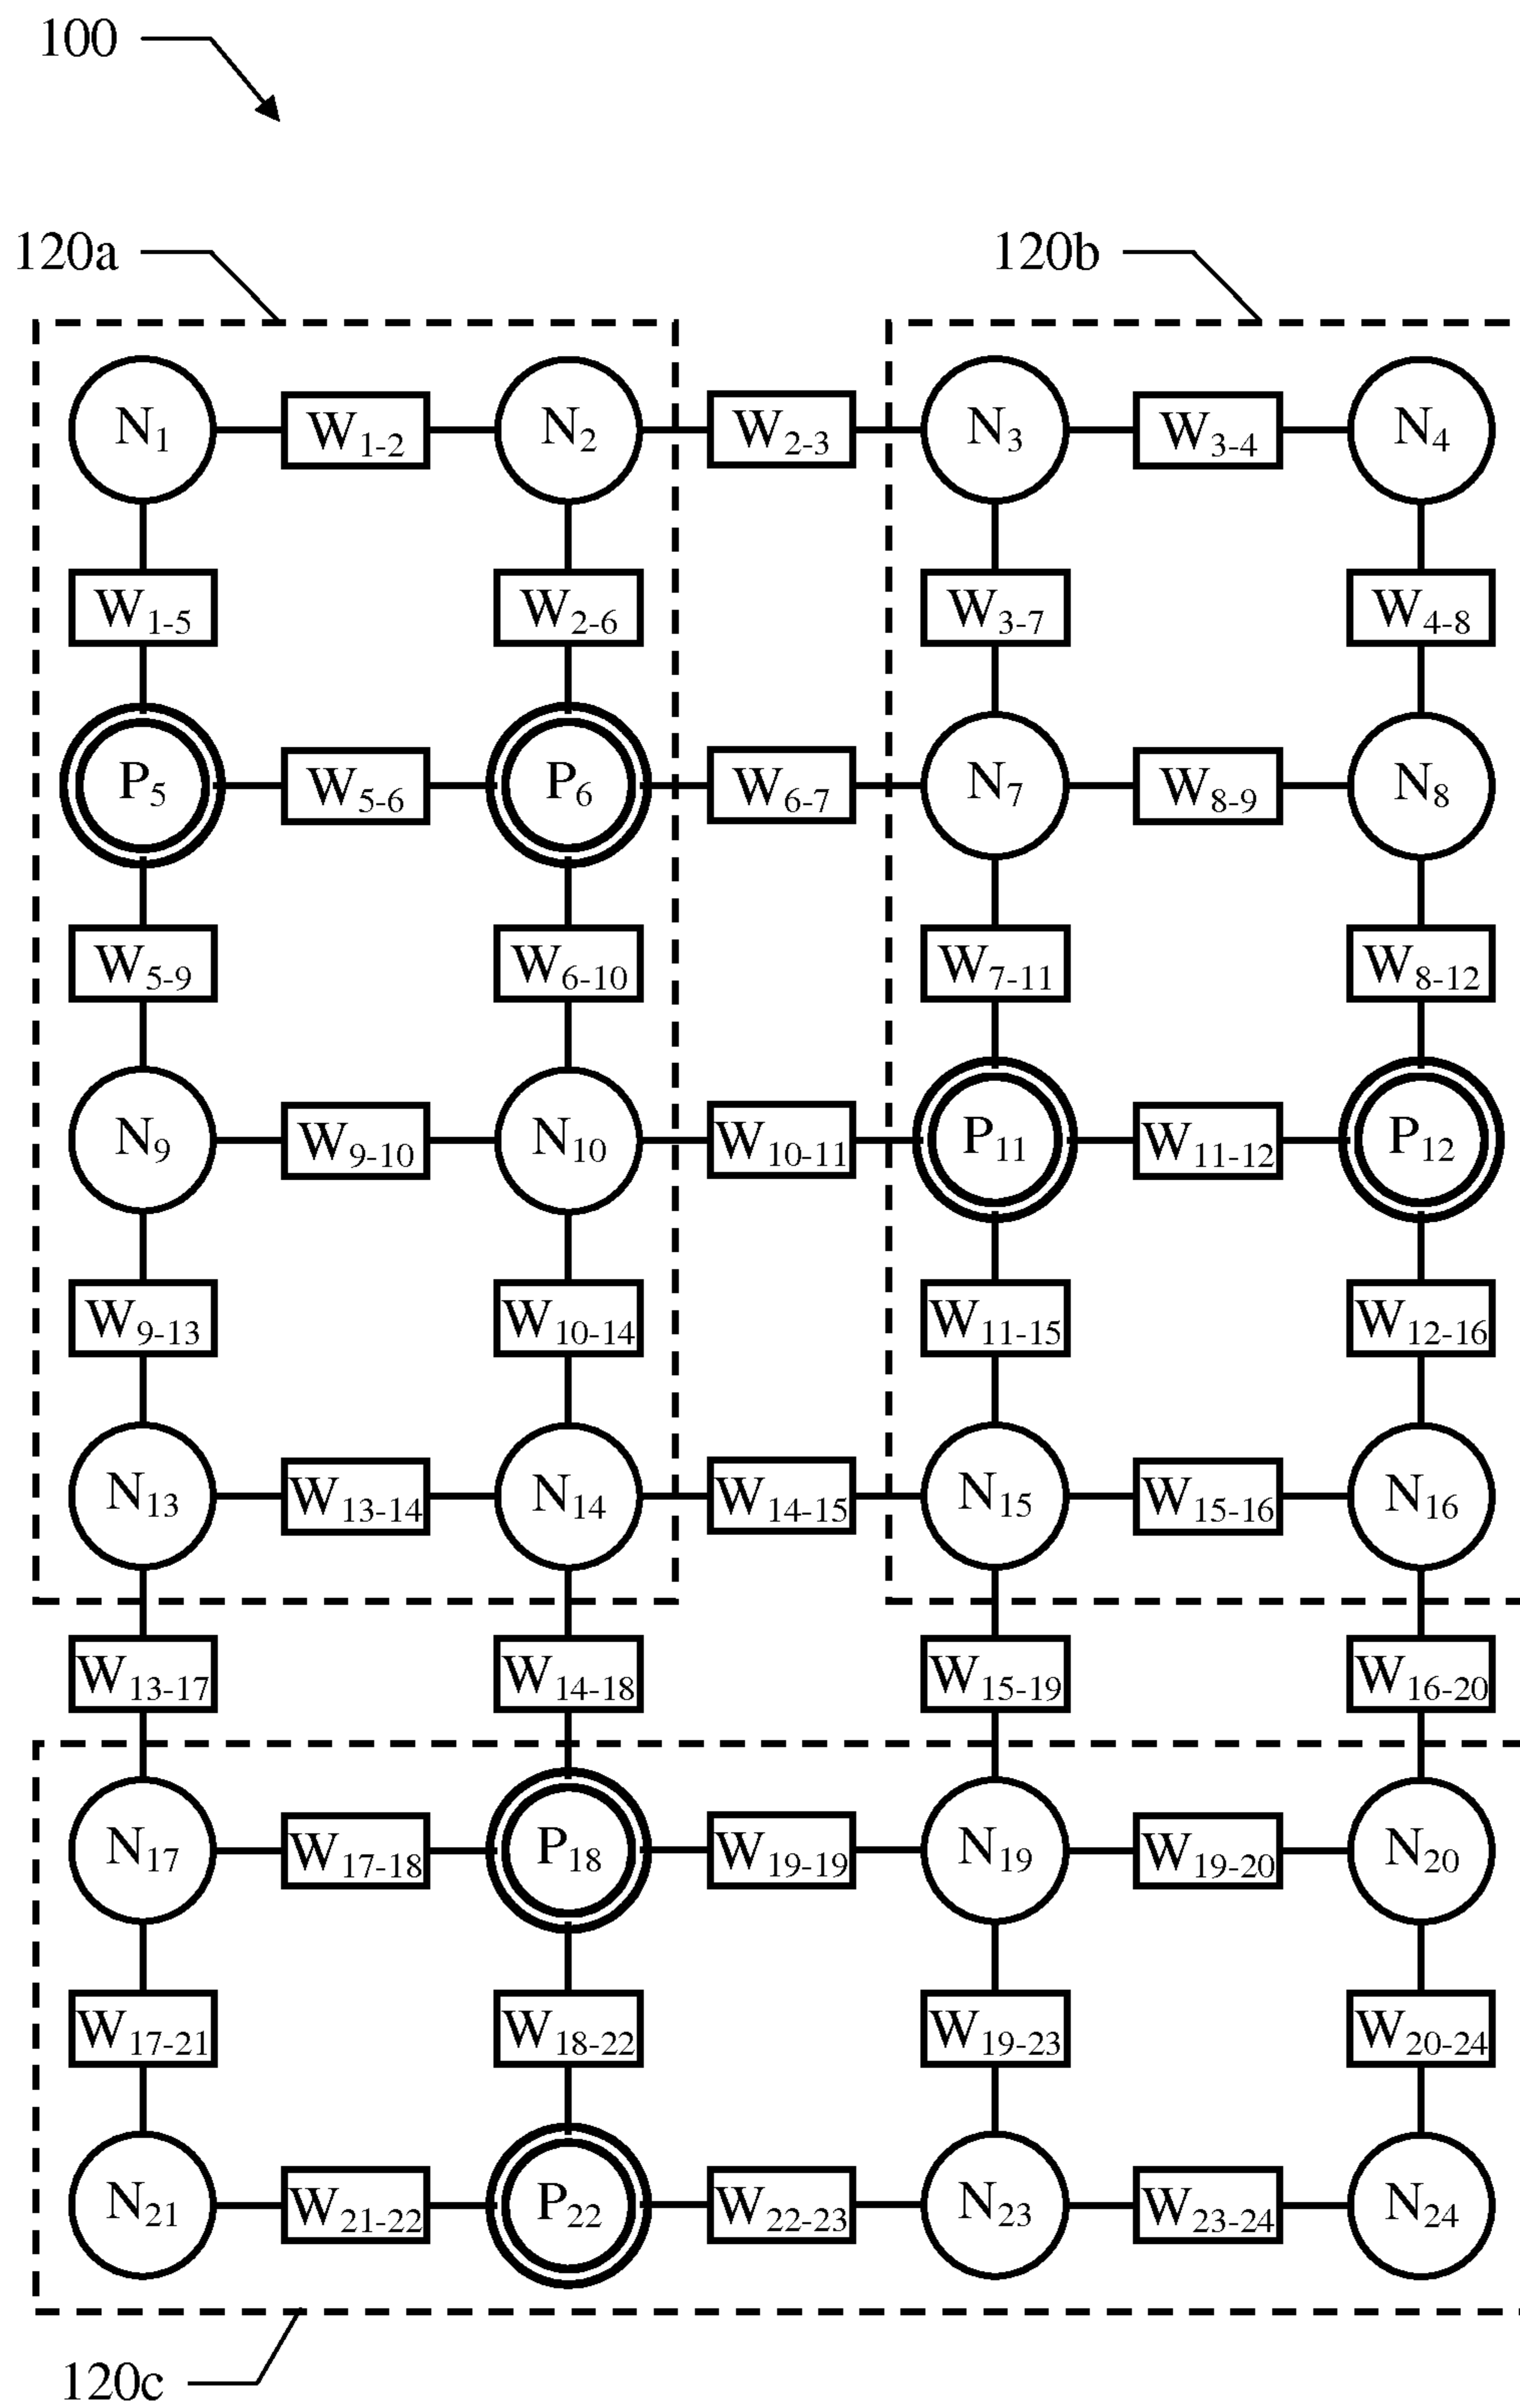 100
120a 120b
N1 W1-2 N2 W2-3 N3 W3-4 N4
W1-5 W2-6 W3-7 W4-8
P5 W5-6 P6 W6-7 N7 W8-9 N8
W5-9 W6-10 W7-11 W8-12
N9 W9-10 N10 W10-11 P11 W11-12 P12
W9-13 W10-14 W11-15 W12-16
N13 W13-14 N14 W14-15 N15 W15-16 N16
W13-17 W14-18 W15-19 W16-20
N17 W17-18 P18 W19-19 N19 W19-20 N20
W17-21 W18-22 W19-23 W20-24
N21 W21-22 P22 W22-23 N23 W23-24 N24
120c